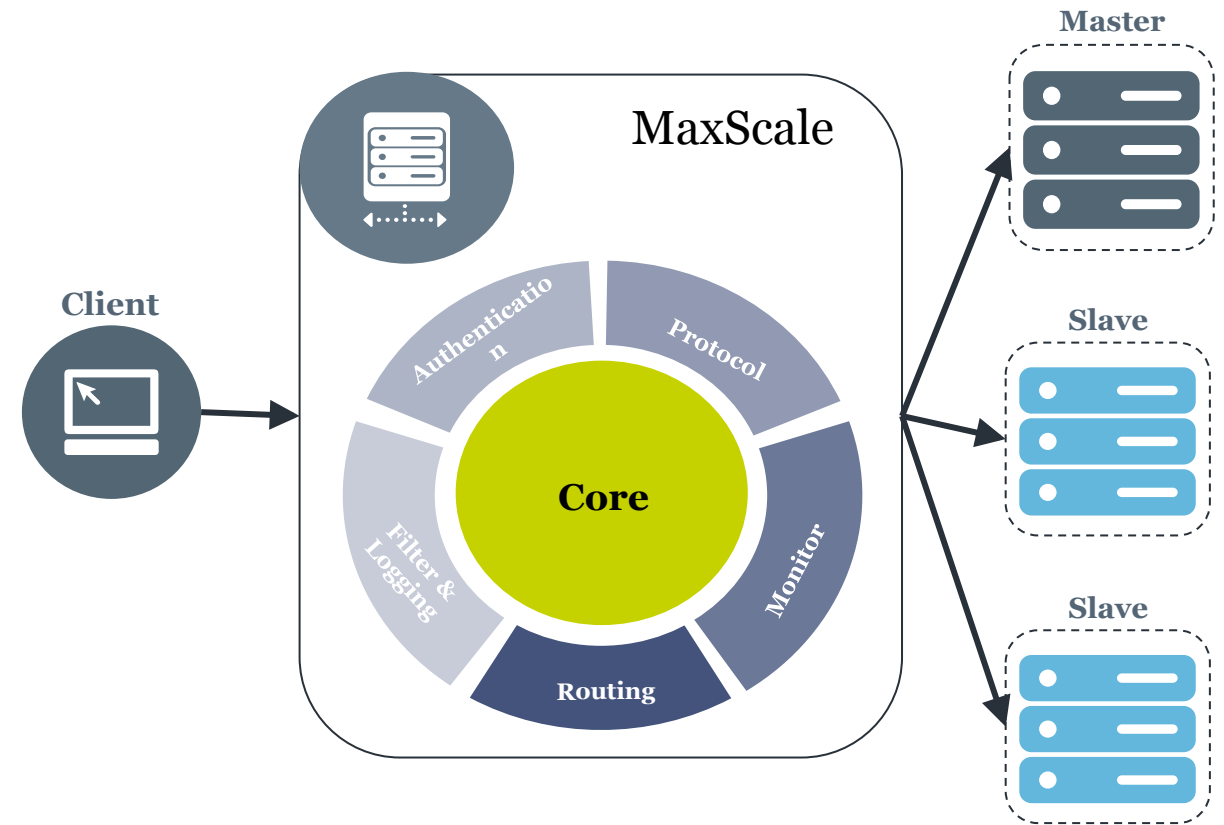 Master
MaxScale
Client
Authenticatio
n
Protocol
Slave
Core
Filter &
Logging
Monitor
Routing
Slave